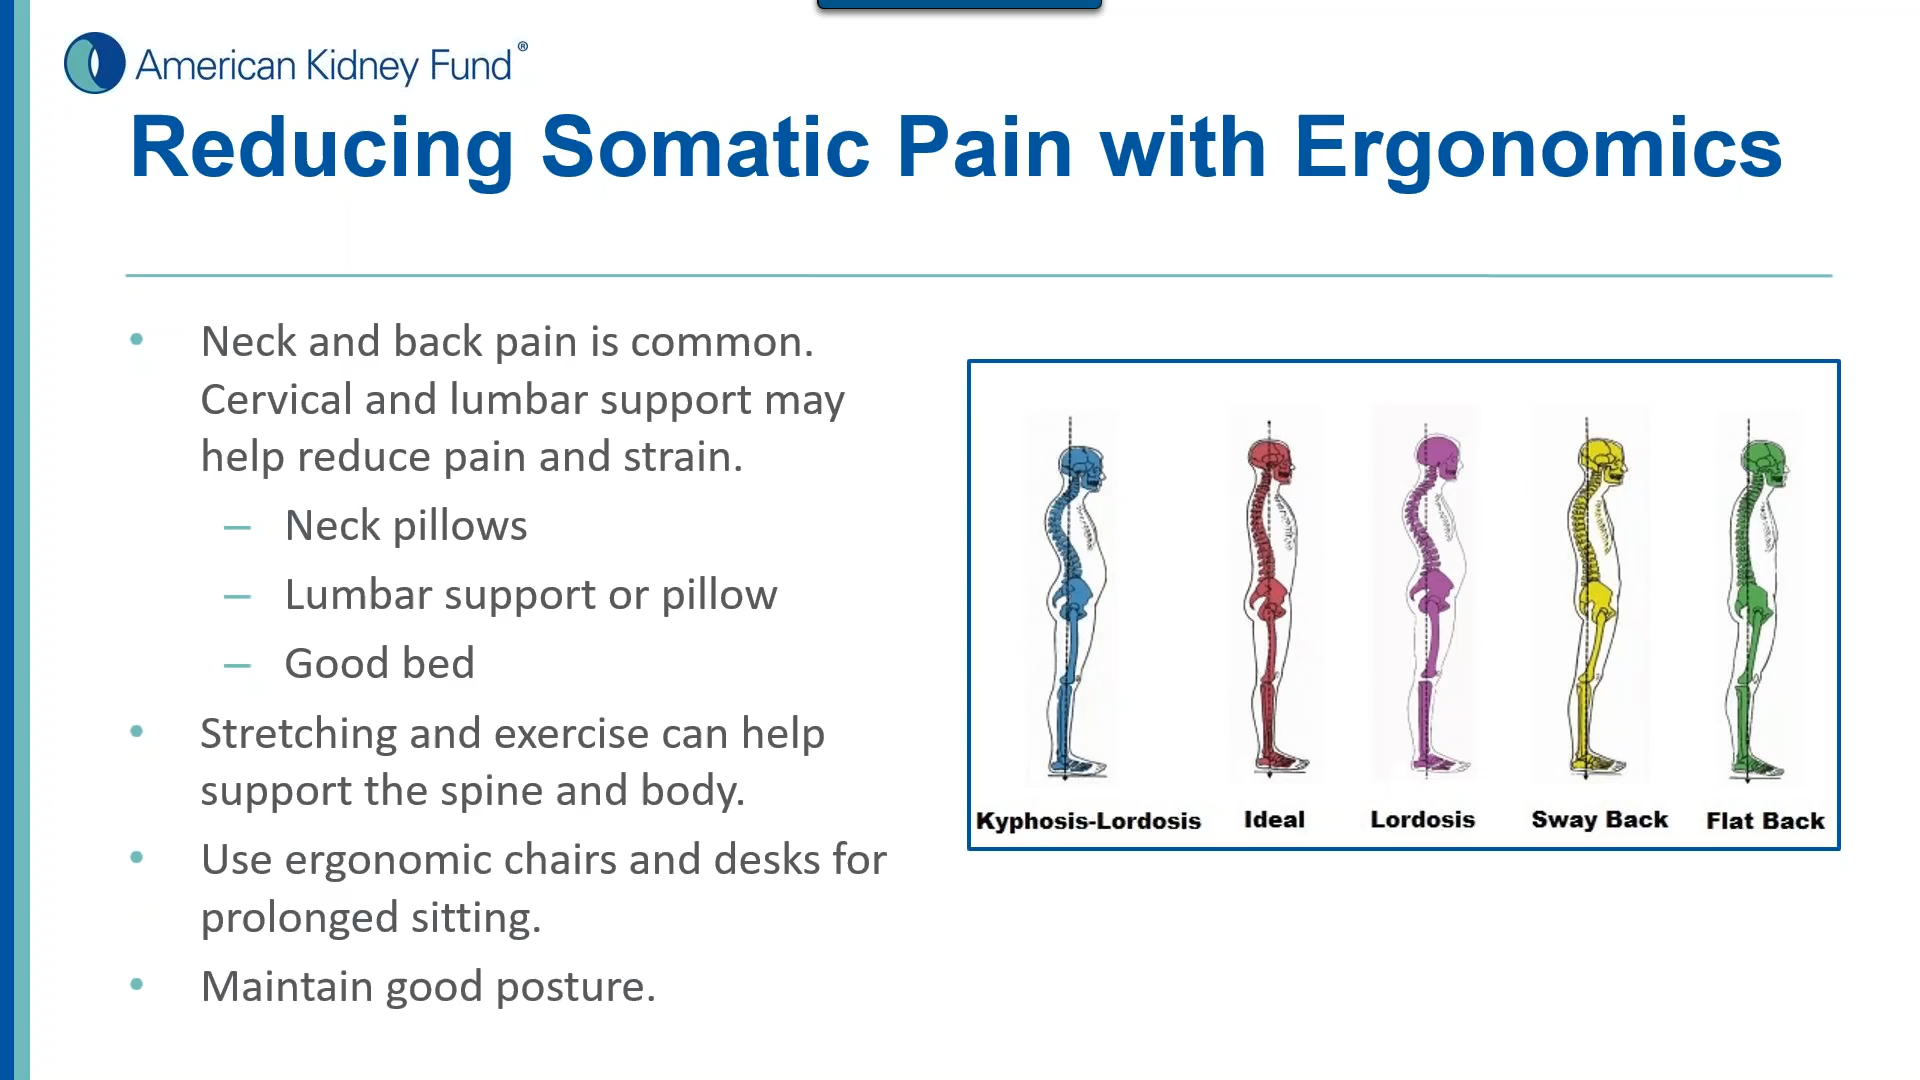 American Kidney Fund®
Reducing Somatic Pain with Ergonomics
• Neck and back pain is common.
Cervical and lumbar support may
help reduce pain and strain.
– Neck pillows
– Lumbar support or pillow
– Good bed
• Stretching and exercise can help
support the spine and body.
• Use ergonomic chairs and desks for
prolonged sitting.
• Maintain good posture.
Kyphosis-Lordosis Ideal Lordosis Sway Back Flat Back